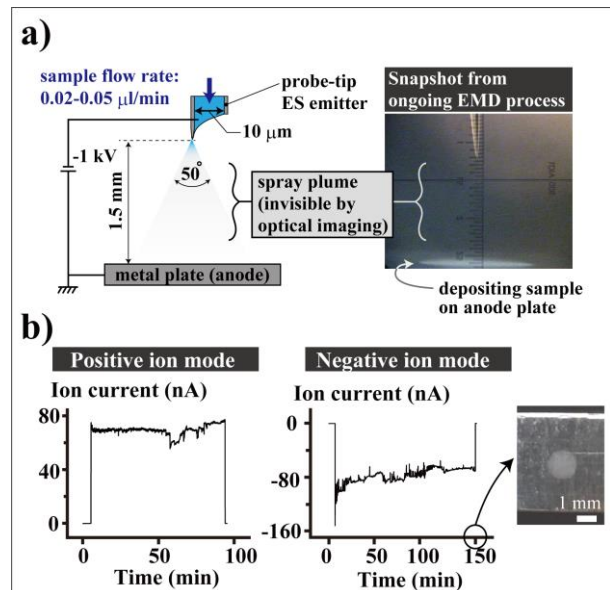 a)
sample flow rate:
0.02-0.05 μl/min
probe-tip
ES emitter
10 μm
-1 kV
1.5 mm
50°
spray plume
(invisible by
optical imaging)
metal plate (anode)
Snapshot from
ongoing EMD process
depositing sample
on anode plate
b)
Positive ion mode
Ion current (nA)
80
40
0
0
50
100
Time (min)
Negative ion mode
Ion current (nA)
0
-80
-160
0
50
100
150
Time (min)
1 mm